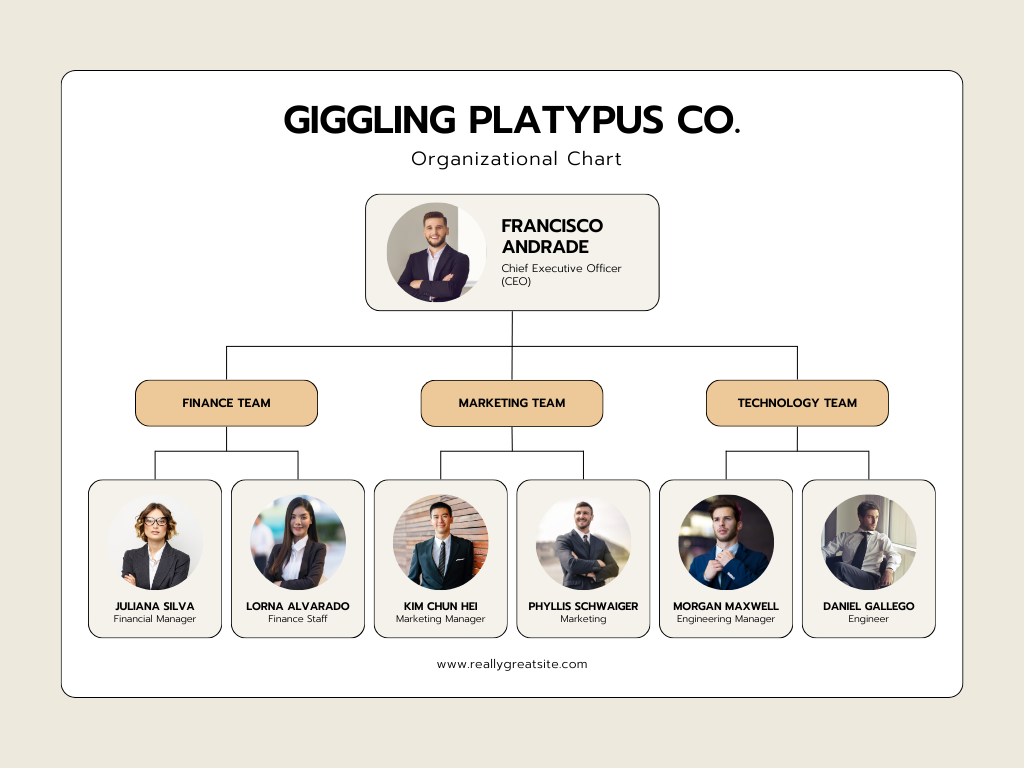 GIGGLING PLATYPUS CO.
Organizational Chart
FRANCISCO
ANDRADE
Chief Executive Officer
(CEO)
FINANCE TEAM
MARKETING TEAM
TECHNOLOGY TEAM
JULIANA SILVA
Financial Manager
LORNA ALVARADO
Finance Staff
KIM CHUN HEI
Marketing Manager
PHYLLIS SCHWAIGER
Marketing
MORGAN MAXWELL
Engineering Manager
DANIEL GALLEGO
Engineer
www.reallygreatsite.com